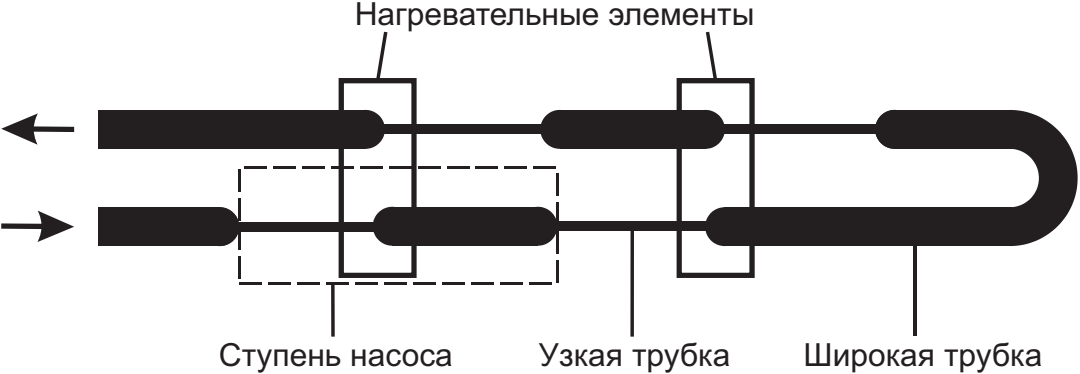 Нагревательные элементы
Ступень насоса
Узкая трубка
Широкая трубка